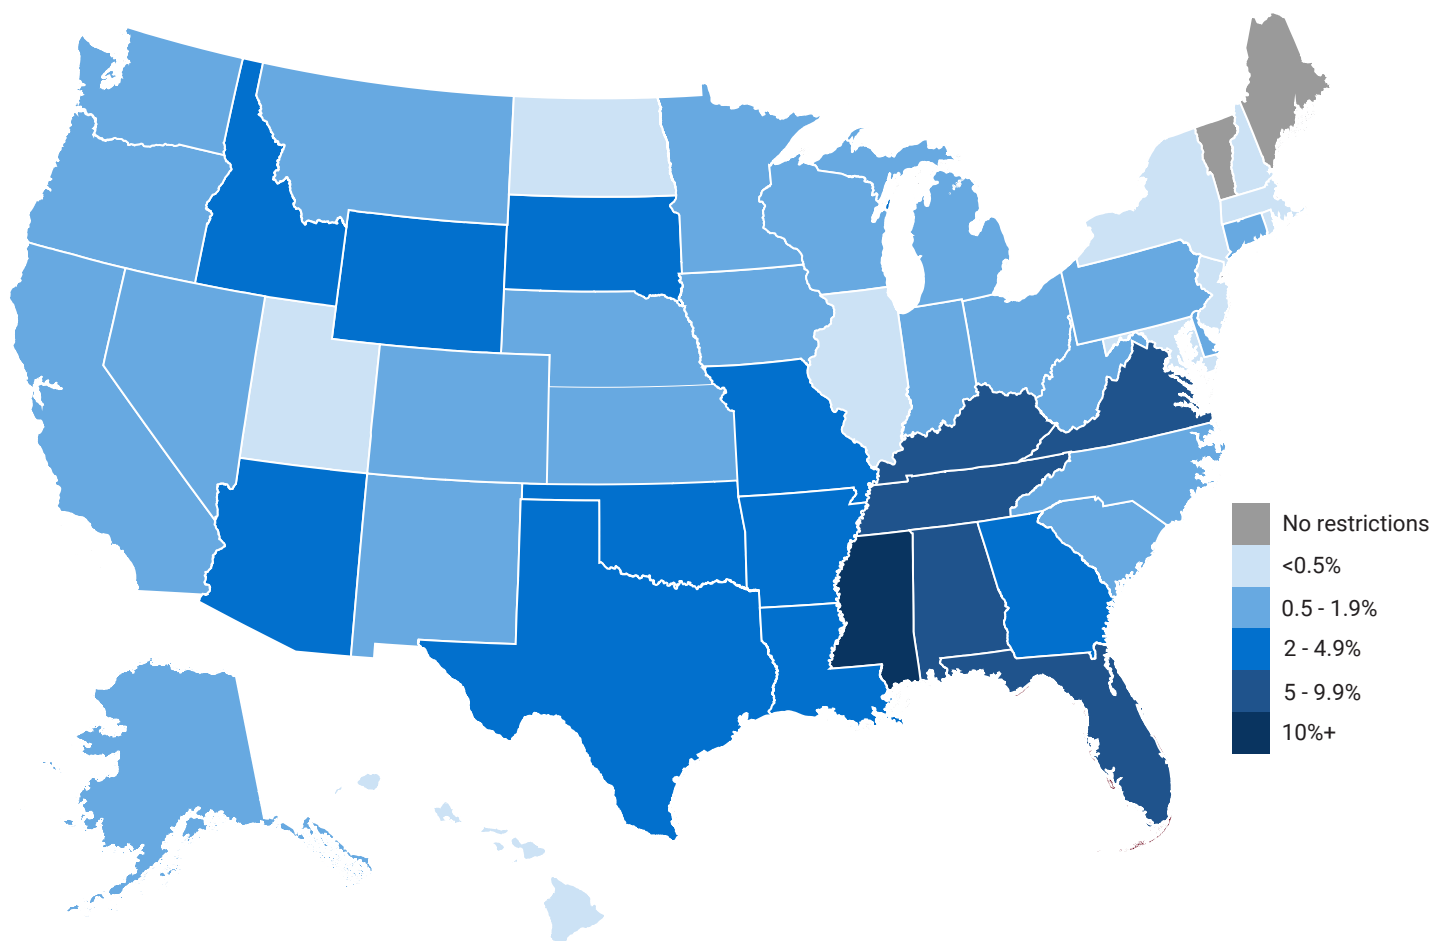 No restrictions
<0.5%
0.5 - 1.9%
2 - 4.9%
5 - 9.9%
10%+